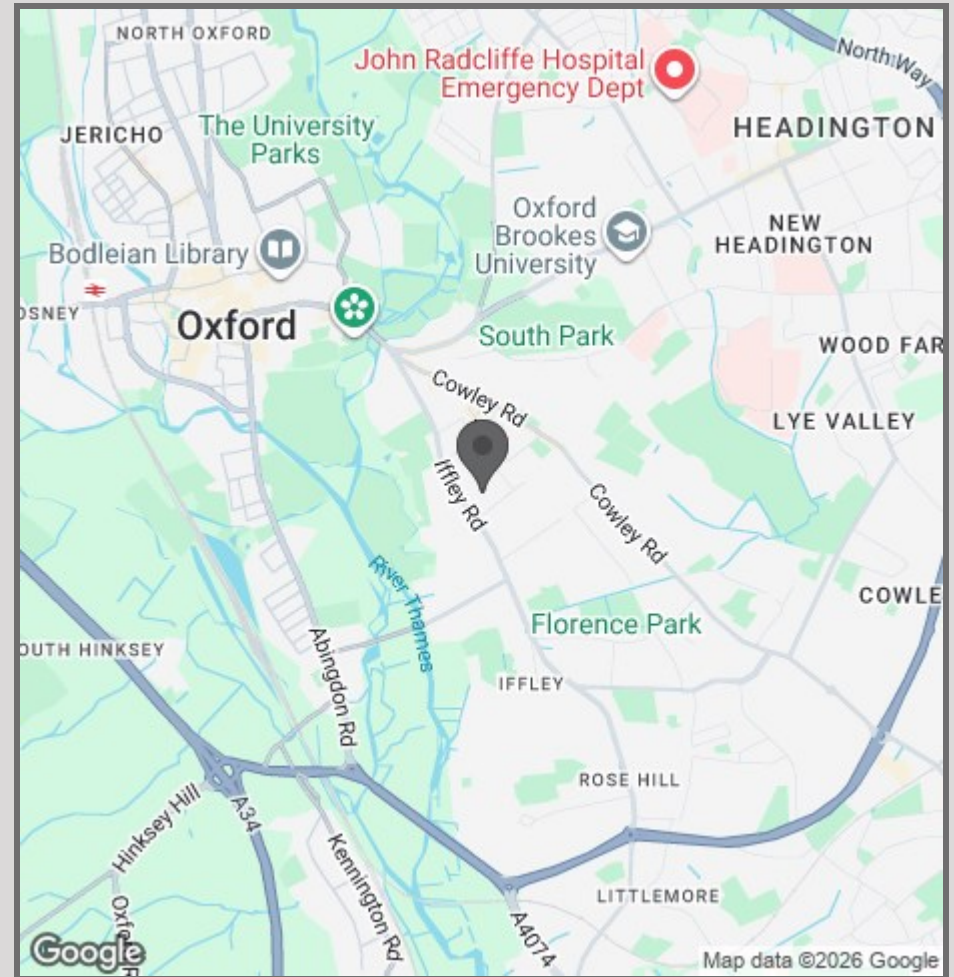 NORTH OXFORD
North Way
John Radcliffe Hospital
Emergency Dept
JERICHO
The University
Parks
HEADINGTON
Oxford
Brookes
University
NEW
HEADINGTON
Bodleian Library
OSNEY
Oxford
South Park
WOOD FAR
Cowley Rd
LYE VALLEY
Iffley Rd
Cowley Rd
River Thames
COWLE
Florence Park
OUTH HINKSEY
Abingdon Rd
IFFLEY
ROSE HILL
Hinksey Hill
A34
Kennington Rd
LITTLEMORE
Oxford R
A4074
Google
Map data ©2026 Google